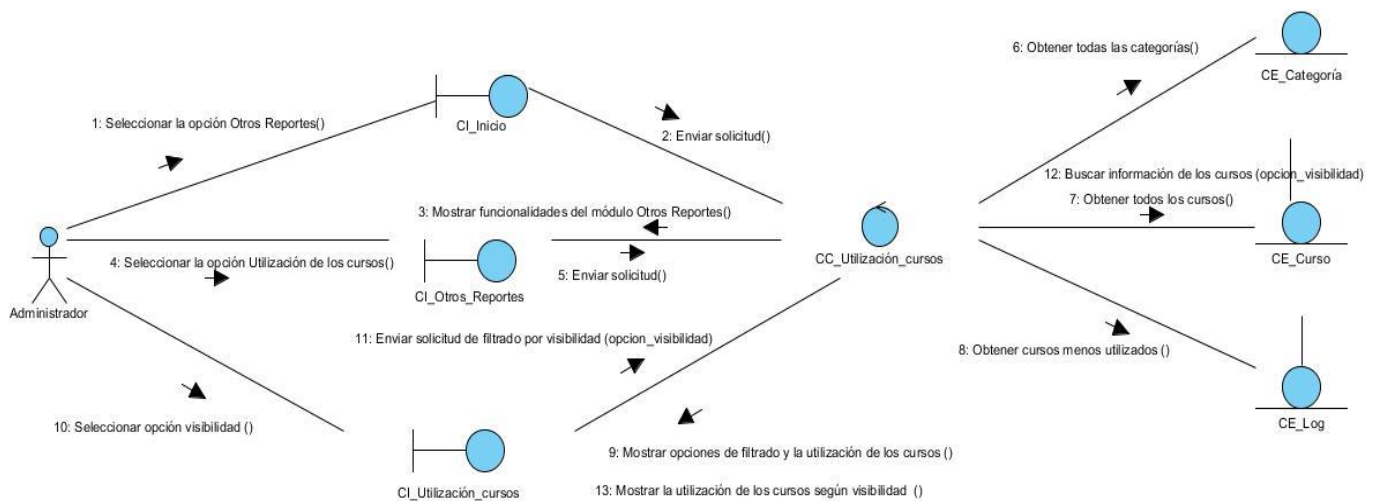 6: Obtener todas las categorías()
CE_Categoría
1: Seleccionar la opción Otros Reportes()
CI_Inicio
2: Enviar solicitud()
12: Buscar información de los cursos (opcion_visibilidad)
7: Obtener todos los cursos()
3: Mostrar funcionalidades del módulo Otros Reportes()
4: Seleccionar la opción Utilización de los cursos()
5: Enviar solicitud()
CC_Utilización_cursos
CE_Curso
CI_Otros_Reportes
Administrador
11: Enviar solicitud de filtrado por visibilidad (opcion_visibilidad)
8: Obtener cursos menos utilizados ()
10: Seleccionar opción visibilidad ()
CE_Log
9: Mostrar opciones de filtrado y la utilización de los cursos ()
CI_Utilización_cursos
13: Mostrar la utilización de los cursos según visibilidad ()